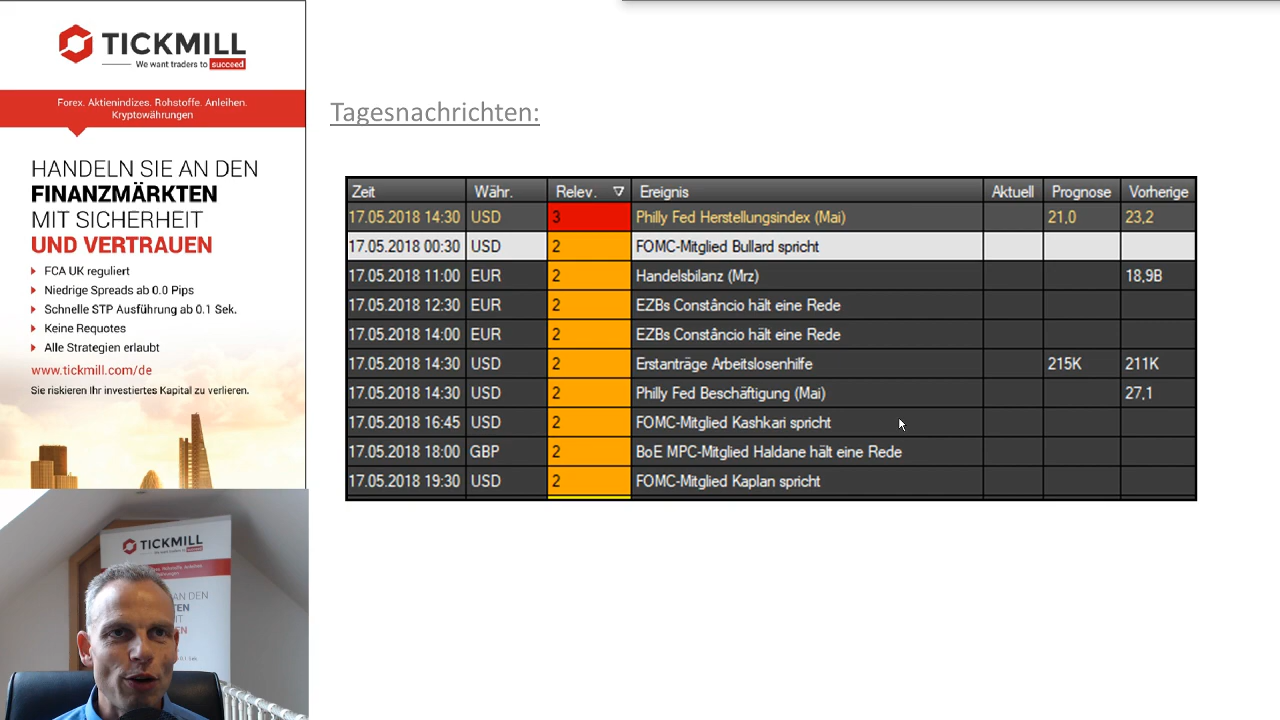 TICKMILL
We want traders to succeed
Forex. Aktienindizes. Rohstoffe. Anleihen.
Kryptowährungen
HANDELN SIE AN DEN
FINANZMÄRKTEN
MIT SICHERHEIT
UND VERTRAUEN
FCA UK reguliert
Niedrige Spreads ab 0.0 Pips
Schnelle STP Ausführung ab 0.1 Sek.
Keine Requotes
Alle Strategien erlaubt
www.tickmill.com/de
Sie riskieren Ihr investiertes Kapital zu verlieren.
Tagesnachrichten:
Zeit Währ. Relev. Ereignis Aktuell Prognose Vorherige
17.05.2018 14:30 USD 3 Philly Fed Herstellungsindex (Mai) 21,0 23,2
17.05.2018 00:30 USD 2 FOMC-Mitglied Bullard spricht
17.05.2018 11:00 EUR 2 Handelsbilanz (Mrz) 18,9B
17.05.2018 12:30 EUR 2 EZBs Constâncio hält eine Rede
17.05.2018 14:00 EUR 2 EZBs Constâncio hält eine Rede
17.05.2018 14:30 USD 2 Erstanträge Arbeitslosenhilfe 215K 211K
17.05.2018 14:30 USD 2 Philly Fed Beschäftigung (Mai) 27,1
17.05.2018 16:45 USD 2 FOMC-Mitglied Kashkari spricht
17.05.2018 18:00 GBP 2 BoE MPC-Mitglied Haldane hält eine Rede
17.05.2018 19:30 USD 2 FOMC-Mitglied Kaplan spricht
TICKMILL
AN DEN